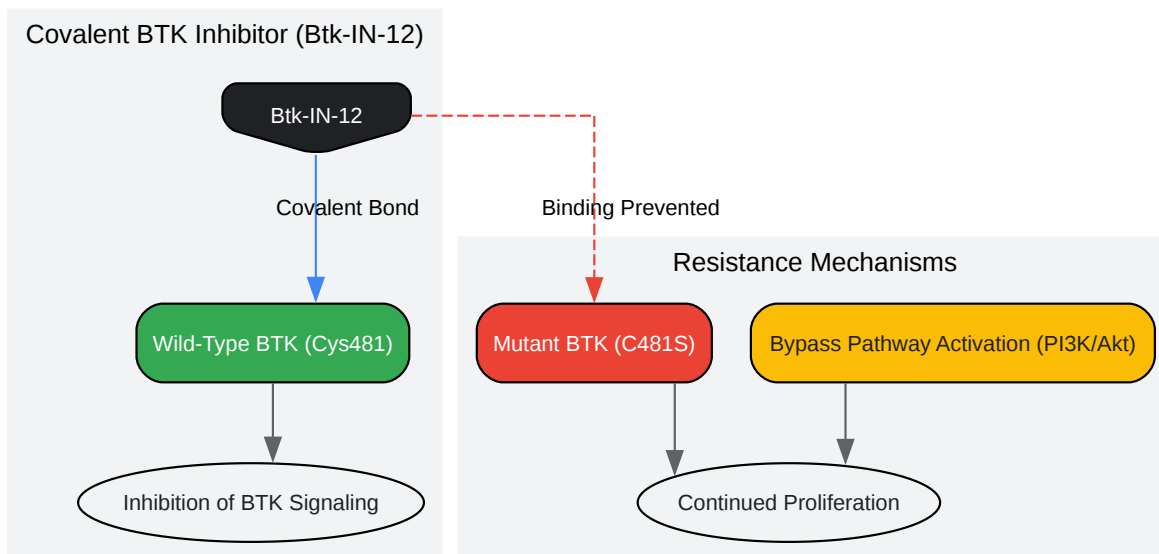 Covalent BTK Inhibitor (Btk-IN-12)
Btk-IN-12
Covalent Bond
Binding Prevented
Resistance Mechanisms
Wild-Type BTK (Cys481)
Mutant BTK (C481S)
Bypass Pathway Activation (PI3K/Akt)
Inhibition of BTK Signaling
Continued Proliferation